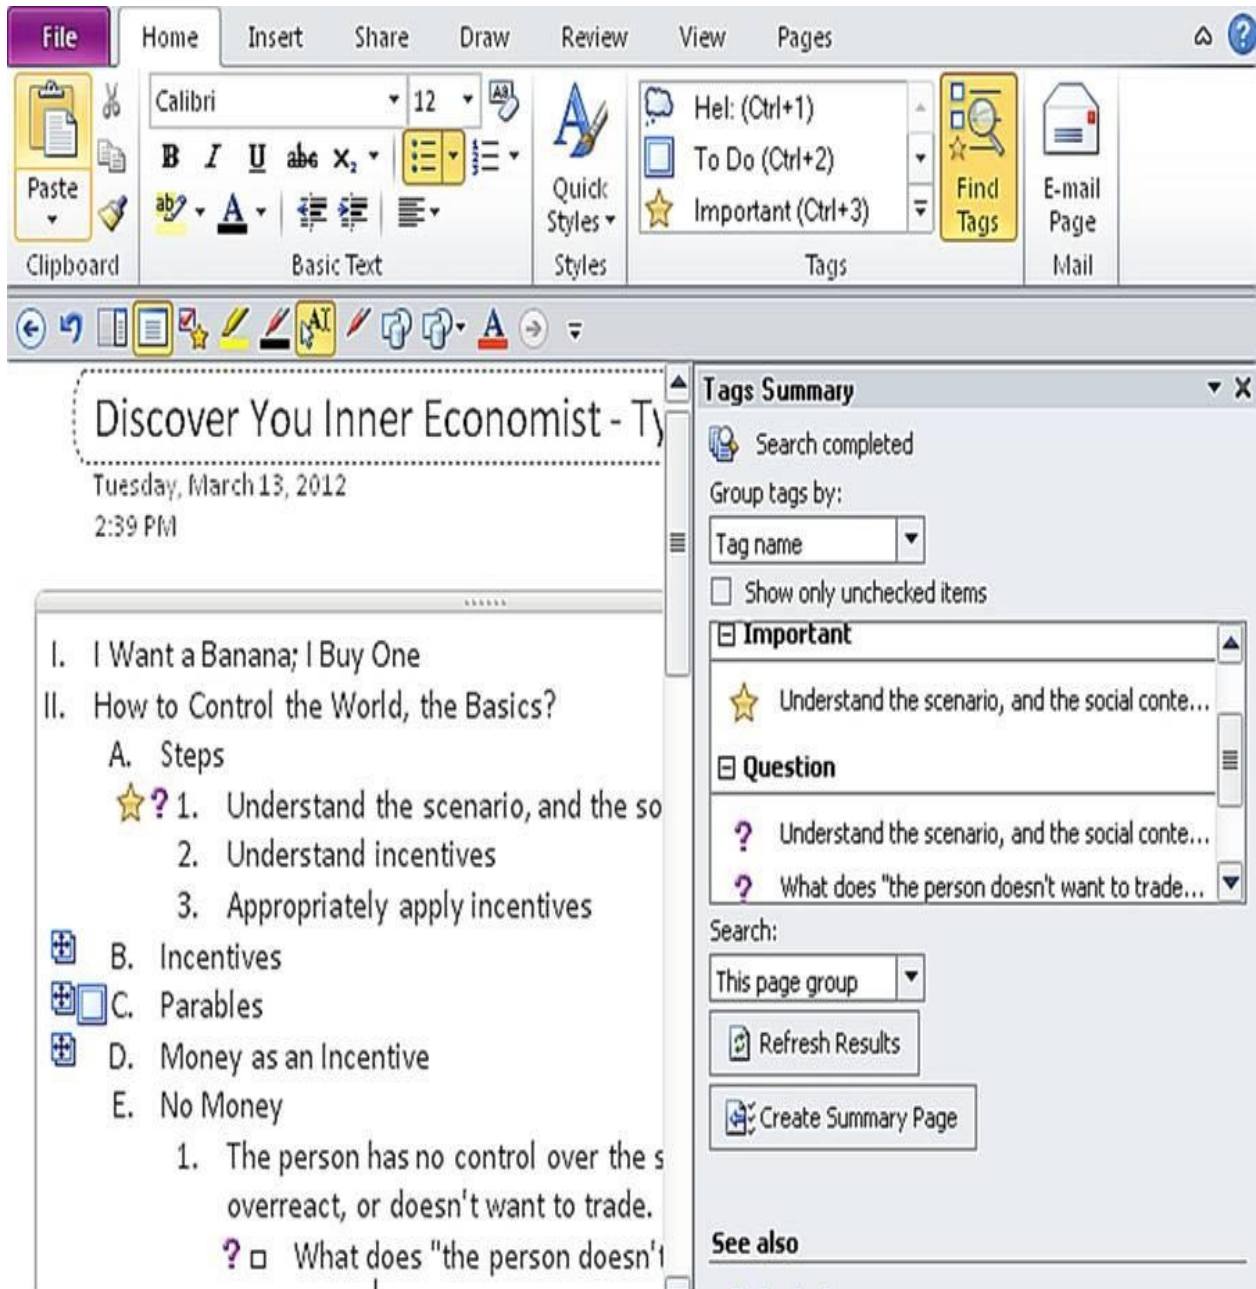 File Home Insert Share Draw Review View Pages
Calibri 12
Hel: (Ctrl+1)
To Do (Ctrl+2)
Important (Ctrl+3)
B I U abc X₂
Paste
Quick Styles
Find Tags
E-mail Page
Clipboard Basic Text Styles Tags Mail
Discover You Inner Economist - Ty
Tuesday, March 13, 2012
2:39 PM
I. I Want a Banana; I Buy One
II. How to Control the World, the Basics?
A. Steps
? 1. Understand the scenario, and the so
2. Understand incentives
3. Appropriately apply incentives
B. Incentives
C. Parables
D. Money as an Incentive
E. No Money
1. The person has no control over the s
overreact, or doesn't want to trade.
? What does "the person doesn't
Tags Summary
Search completed
Group tags by:
Tag name
Show only unchecked items
Important
Understand the scenario, and the social conte...
Question
? Understand the scenario, and the social conte...
? What does "the person doesn't want to trade...
Search:
This page group
Refresh Results
Create Summary Page
See also